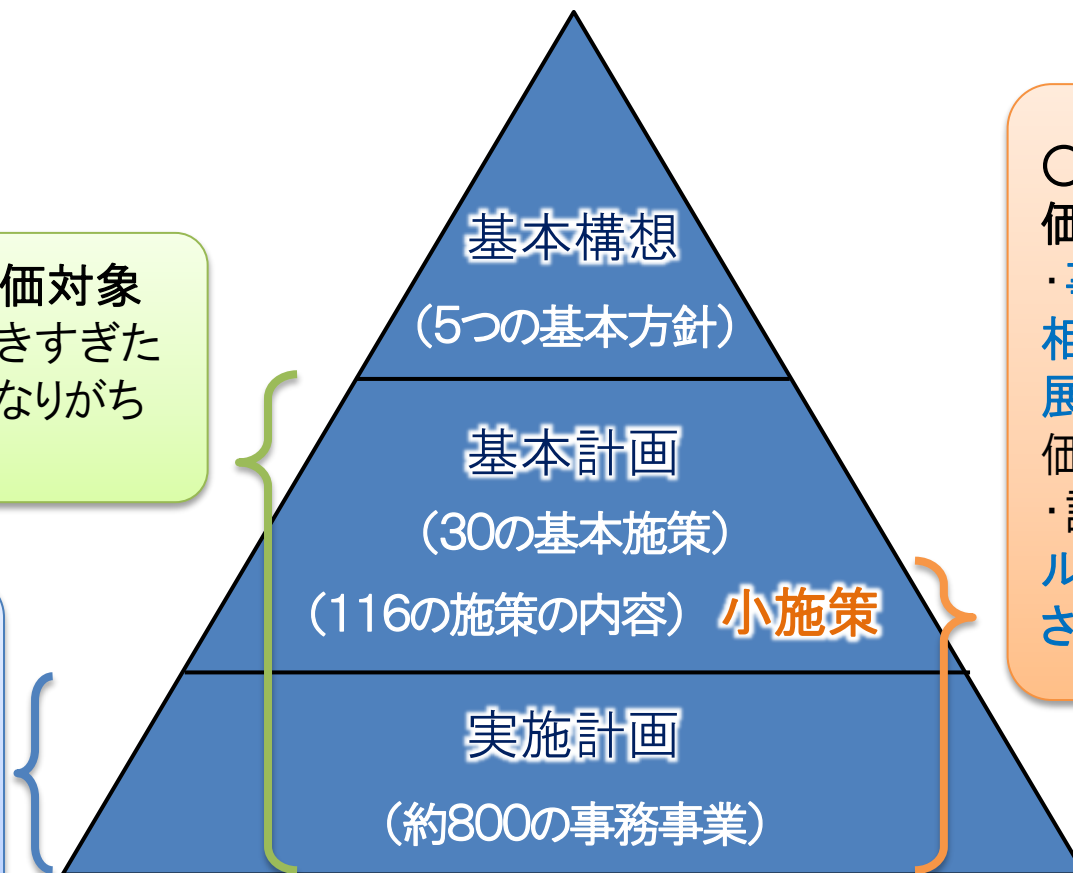 基本構想
(5つの基本方針)
基本計画
(30の基本施策)
(116の施策の内容) 小施策
実施計画
(約800の事務事業)
価対象
きすぎた
なりがち
○
価
・
相
展
価
・
ル
さ